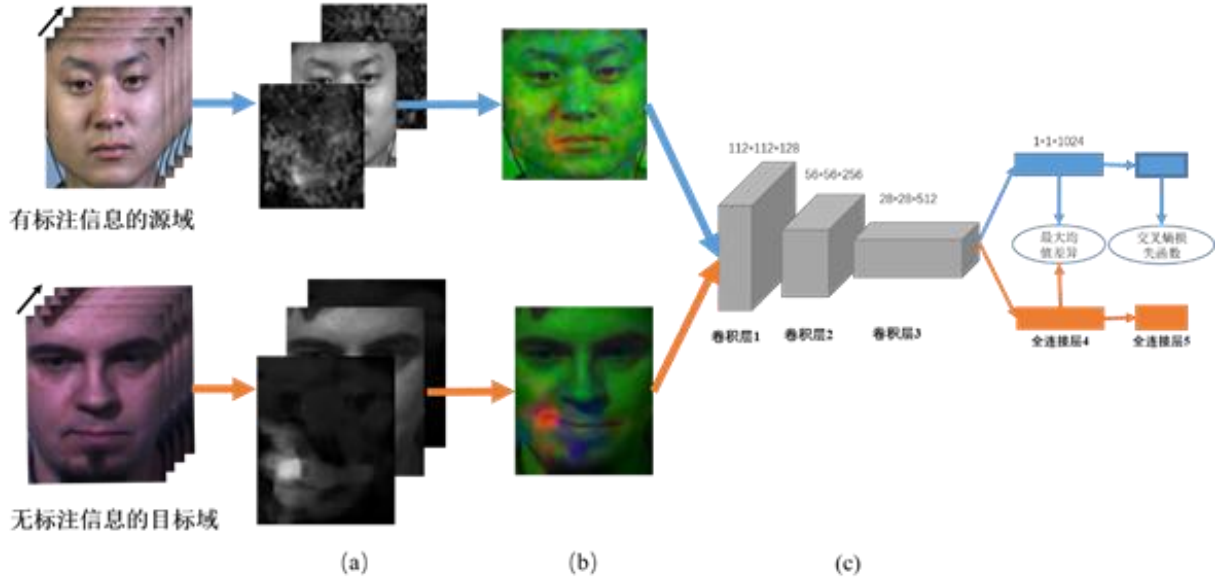 有标注信息的源域
无标注信息的目标域
(a)
(b)
112*112*128
56*56*256
28*28*512
卷积层1
卷积层2
卷积层3
1*1*1024
最大均
值差异
交叉熵损
失函数
全连接层4
全连接层5
(c)